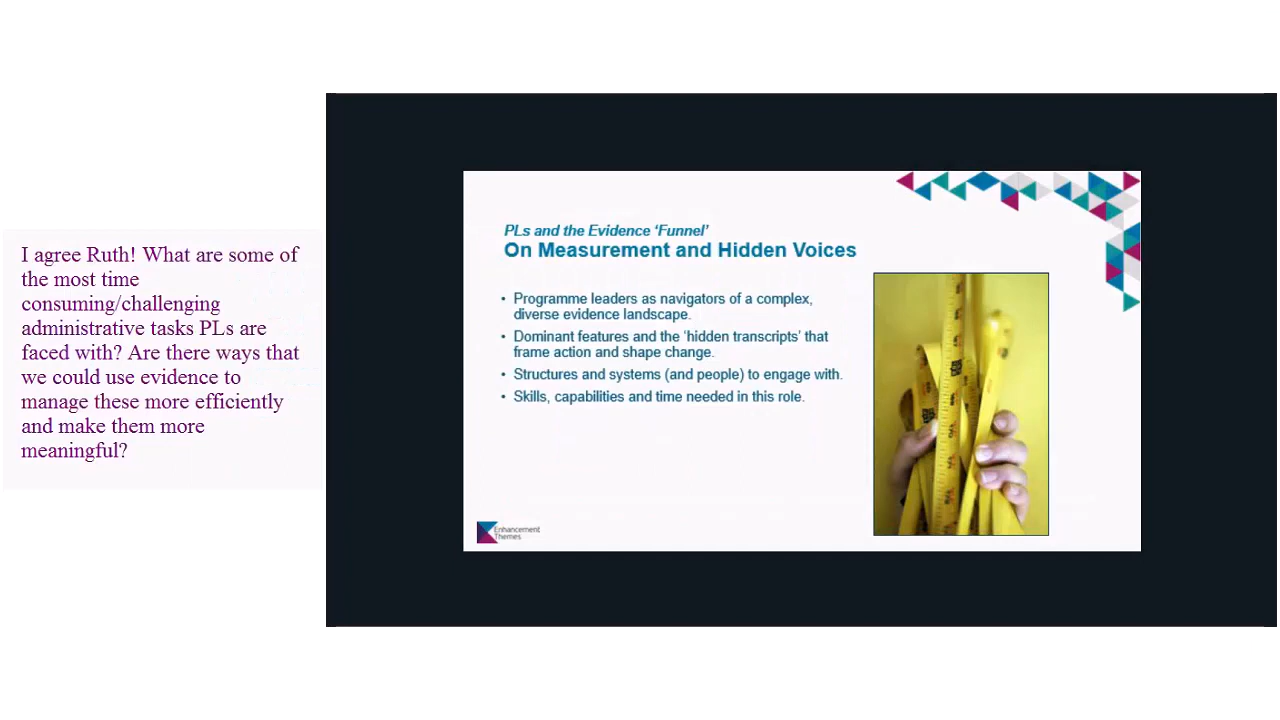 I agree Ruth! What are some of
the most time
consuming/challenging
administrative tasks PLs are
faced with? Are there ways that
we could use evidence to
manage these more efficiently
and make them more
meaningful?
PLs and the Evidence ‘Funnel’
On Measurement and Hidden Voices
• Programme leaders as navigators of a complex,
diverse evidence landscape.
• Dominant features and the ‘hidden transcripts’ that
frame action and shape change.
• Structures and systems (and people) to engage with.
• Skills, capabilities and time needed in this role.
Enhancement
Themes